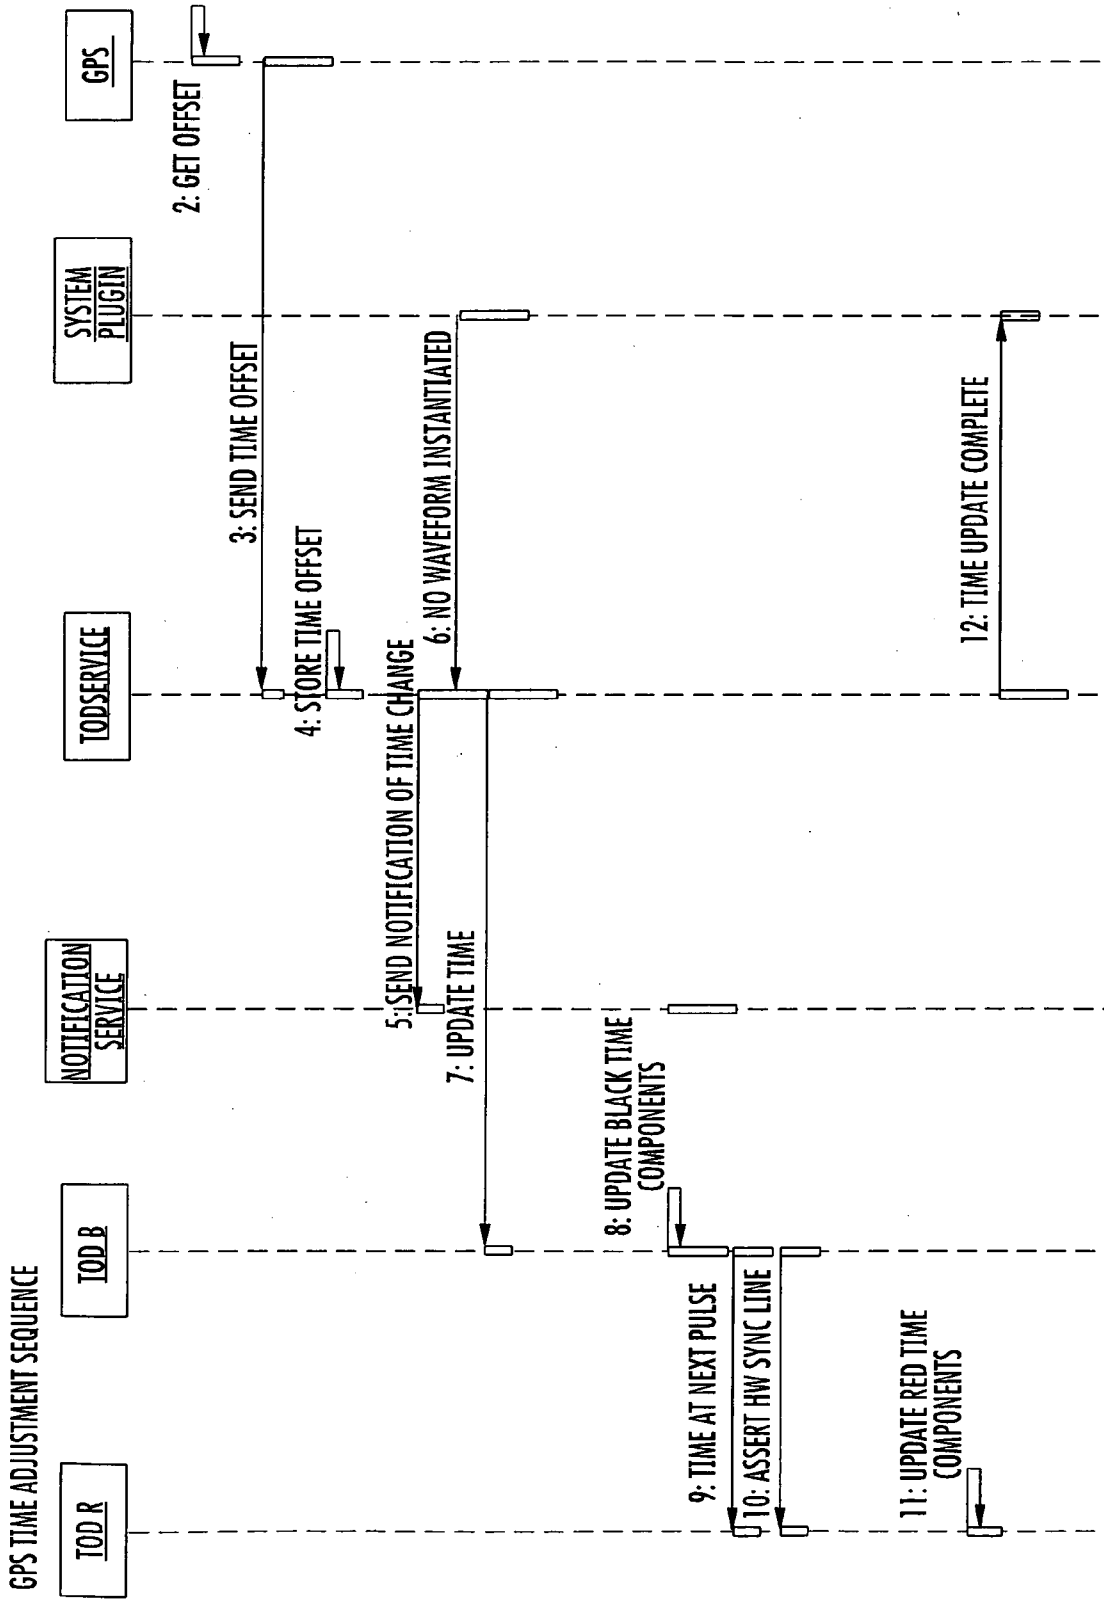 GPS TIME ADJUSTMENT SEQUENCE
TOD R
TOD B
NOTIFICATION
SERVICE
TODSERVICE
SYSTEM
PLUGIN
GPS
2: GET OFFSET
3: SEND TIME OFFSET
4: STORE TIME OFFSET
5: SEND NOTIFICATION OF TIME CHANGE
6: NO WAVEFORM INSTANTIATED
7: UPDATE TIME
8: UPDATE BLACK TIME
COMPONENTS
9: TIME AT NEXT PULSE
10: ASSERT HW SYNC LINE
11: UPDATE RED TIME
COMPONENTS
12: TIME UPDATE COMPLETE